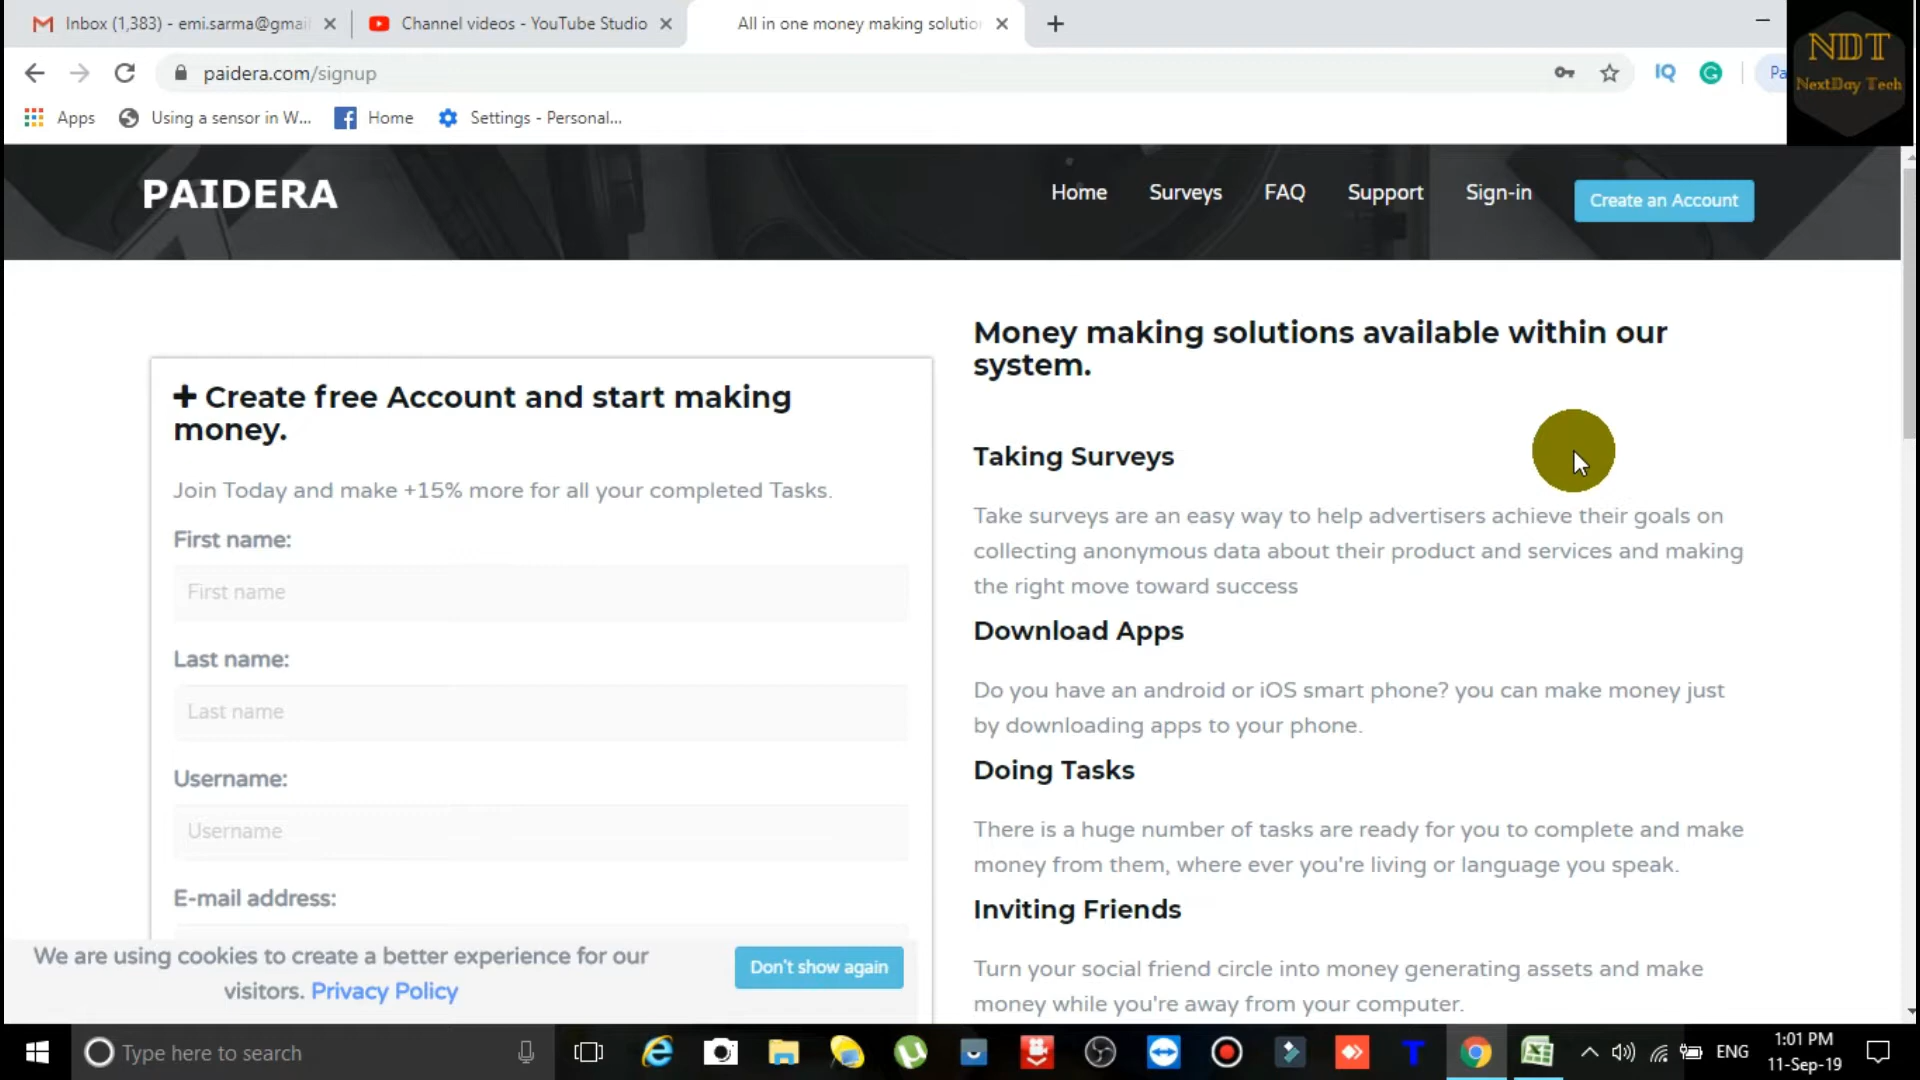 Inbox (1,383) - emi.sarma@gmai
Channel videos - YouTube Studio
All in one money making solutio
NDT
NextDay Tech
paidera.com/signup
IQ
G
Pa
Apps
Using a sensor in W...
Home
Settings - Personal...
PAIDERA
Home
Surveys
FAQ
Support
Sign-in
Create an Account
Create free Account and start making
money.
Join Today and make +15% more for all your completed Tasks.
First name:
First name
Last name:
Last name
Username:
Username
E-mail address:
We are using cookies to create a better experience for our
visitors. Privacy Policy
Don't show again
Money making solutions available within our
system.
Taking Surveys
Take surveys are an easy way to help advertisers achieve their goals on
collecting anonymous data about their product and services and making
the right move toward success
Download Apps
Do you have an android or iOS smart phone? you can make money just
by downloading apps to your phone.
Doing Tasks
There is a huge number of tasks are ready for you to complete and make
money from them, where ever you're living or language you speak.
Inviting Friends
Turn your social friend circle into money generating assets and make
money while you're away from your computer.
Type here to search
T
ENG
1:01 PM
11-Sep-19